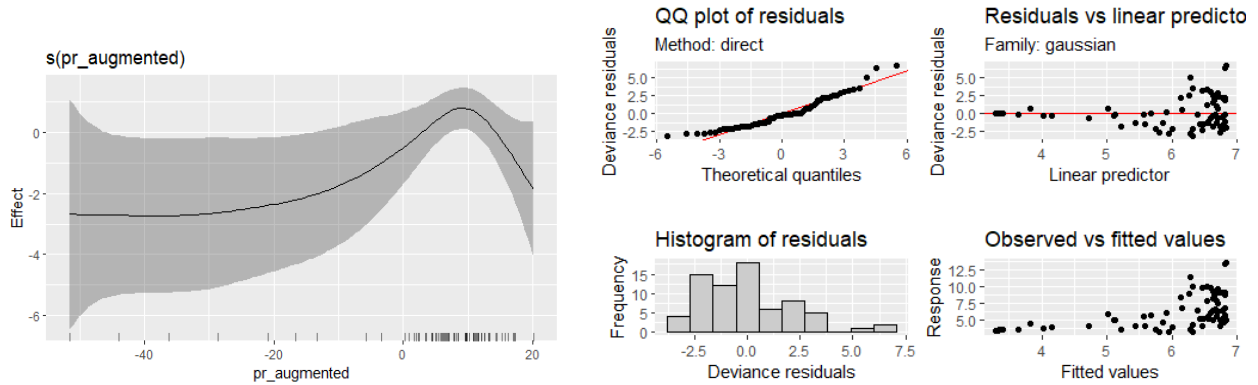 s(pr_augmented)
0
-2
-4
-6
Effect
-40
-20
0
20
pr_augmented
QQ plot of residuals
Method: direct
Deviance residuals
5.0
2.5
0.0
-2.5
-6
-3
0
3
6
Theoretical quantiles
Residuals vs linear predicto
Family: gaussian
Deviance residuals
5.0
2.5
0.0
-2.5
4
5
6
7
Linear predictor
Histogram of residuals
Frequency
15
10
5
0
-2.5
0.0
2.5
5.0
7.5
Deviance residuals
Observed vs fitted values
Response
12.5
10.0
7.5
5.0
4
5
6
7
Fitted values